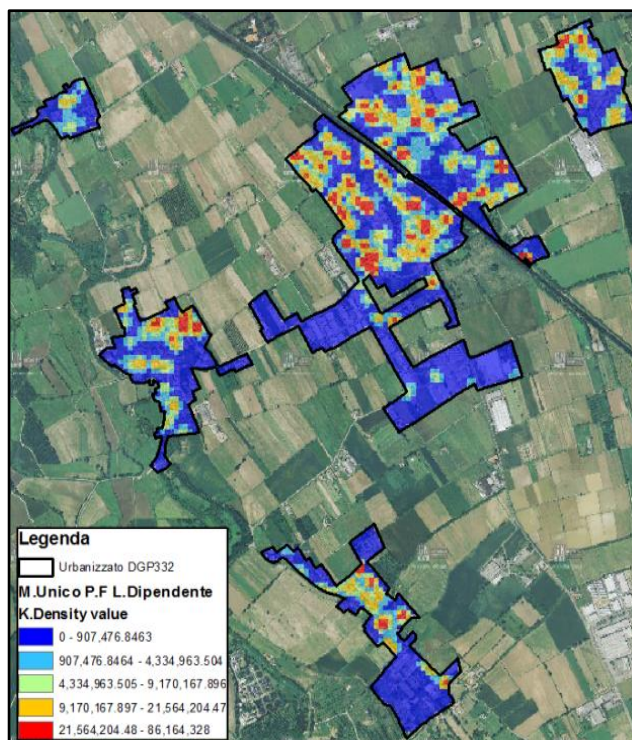 Legenda
Urbanizzato DGP332
M.Unico P.F L.Dipendente
K.Density value
0 - 907,476.8463
907,476.8464 - 4,334,963.504
4,334,963.505 - 9,170,167.896
9,170,167.897 - 21,564,204.47
21,564,204.48 - 86,164,328